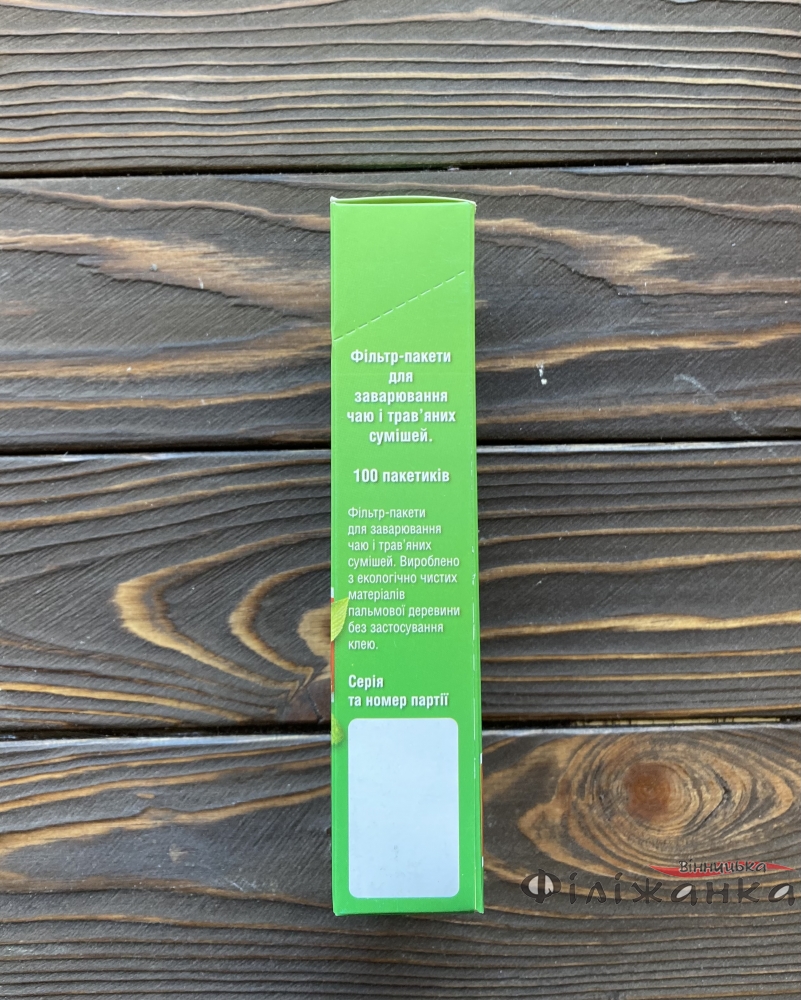 Фільтр-пакети
для
заварювання
чаю і трав’яних
сумішей.
100 пакетиків
Фільтр-пакети
для заварювання
чаю і трав’яних
сумішей. Вироблено
з екологічно чистих
матеріалів
пальмової деревини
без застосування
клею.
Серія
та номер партії
вінницька
Філіжанка